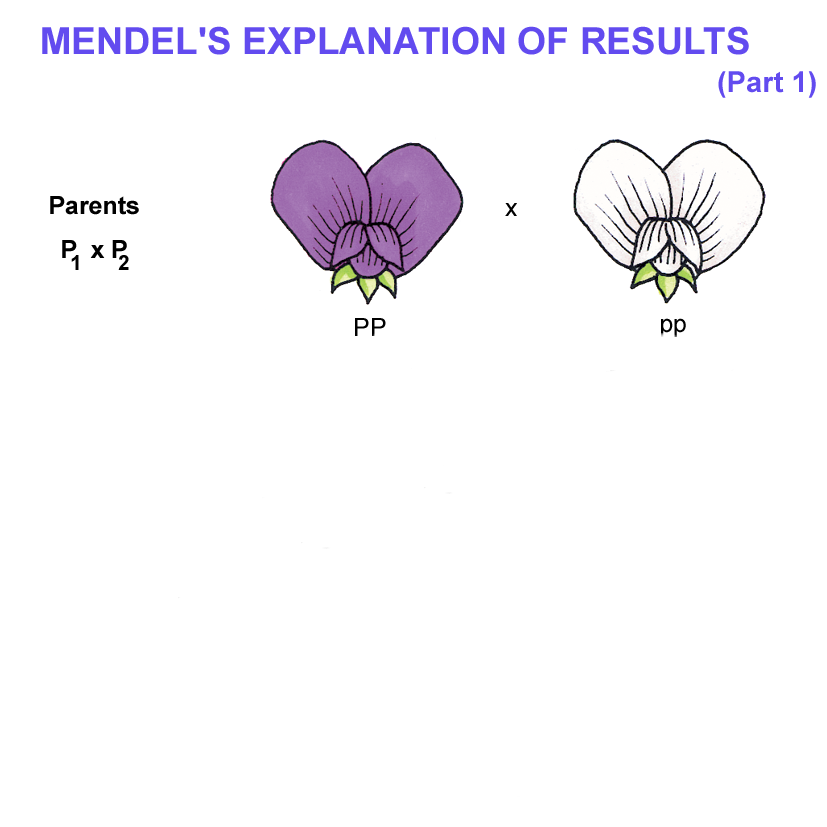 MENDEL'S EXPLANATION OF RESULTS
(Part 1)
Parents
x
P₁ x P₂
PP
pp